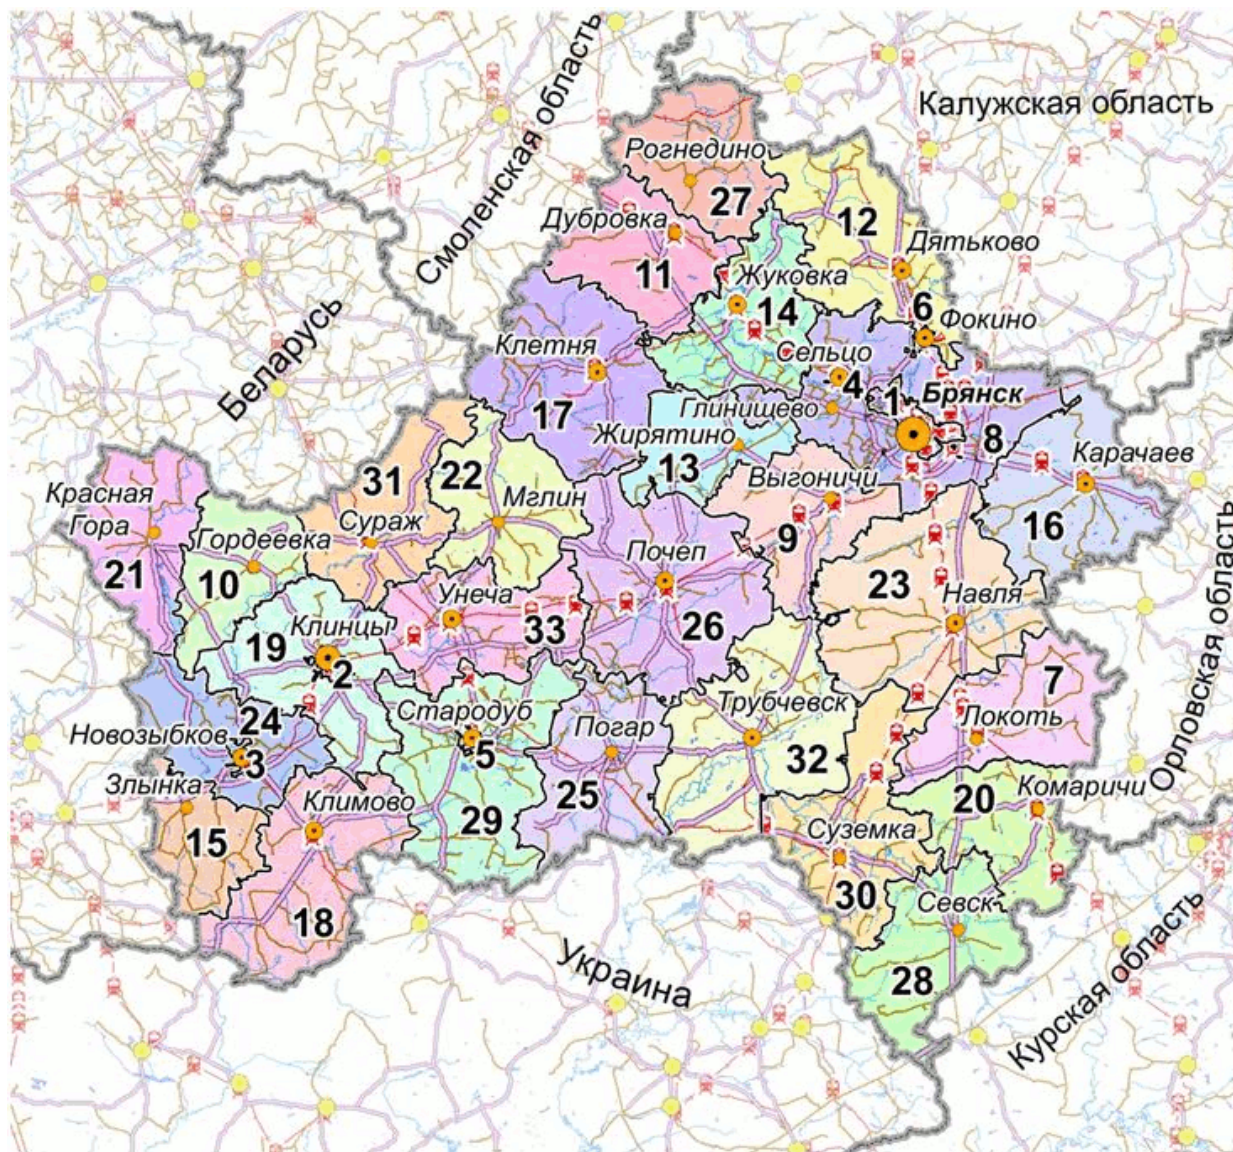 Смоленская область
Калужская область
Рогнедино
27
12
Дубровка
Дятьково
11
Жуковка
14
6
Фокино
Беларусь
Клетня
Сельцо
4
1
Брянск
17
Глинищево
8
Жирятино
13
Карачаев
31
22
Выгоничи
Красная
Гора
Мглин
16
Сураж
9
Гордеевка
Почеп
21
10
23
Орловская область
Унеча
Навля
33
26
19
Клинцы
2
7
Стародуб
Трубчевск
24
Погар
Локоть
Новозыбков
3
5
32
Злынка
Климово
25
20
Комаричи
15
29
Суземка
30
Севск
18
Украина
28
Курская область